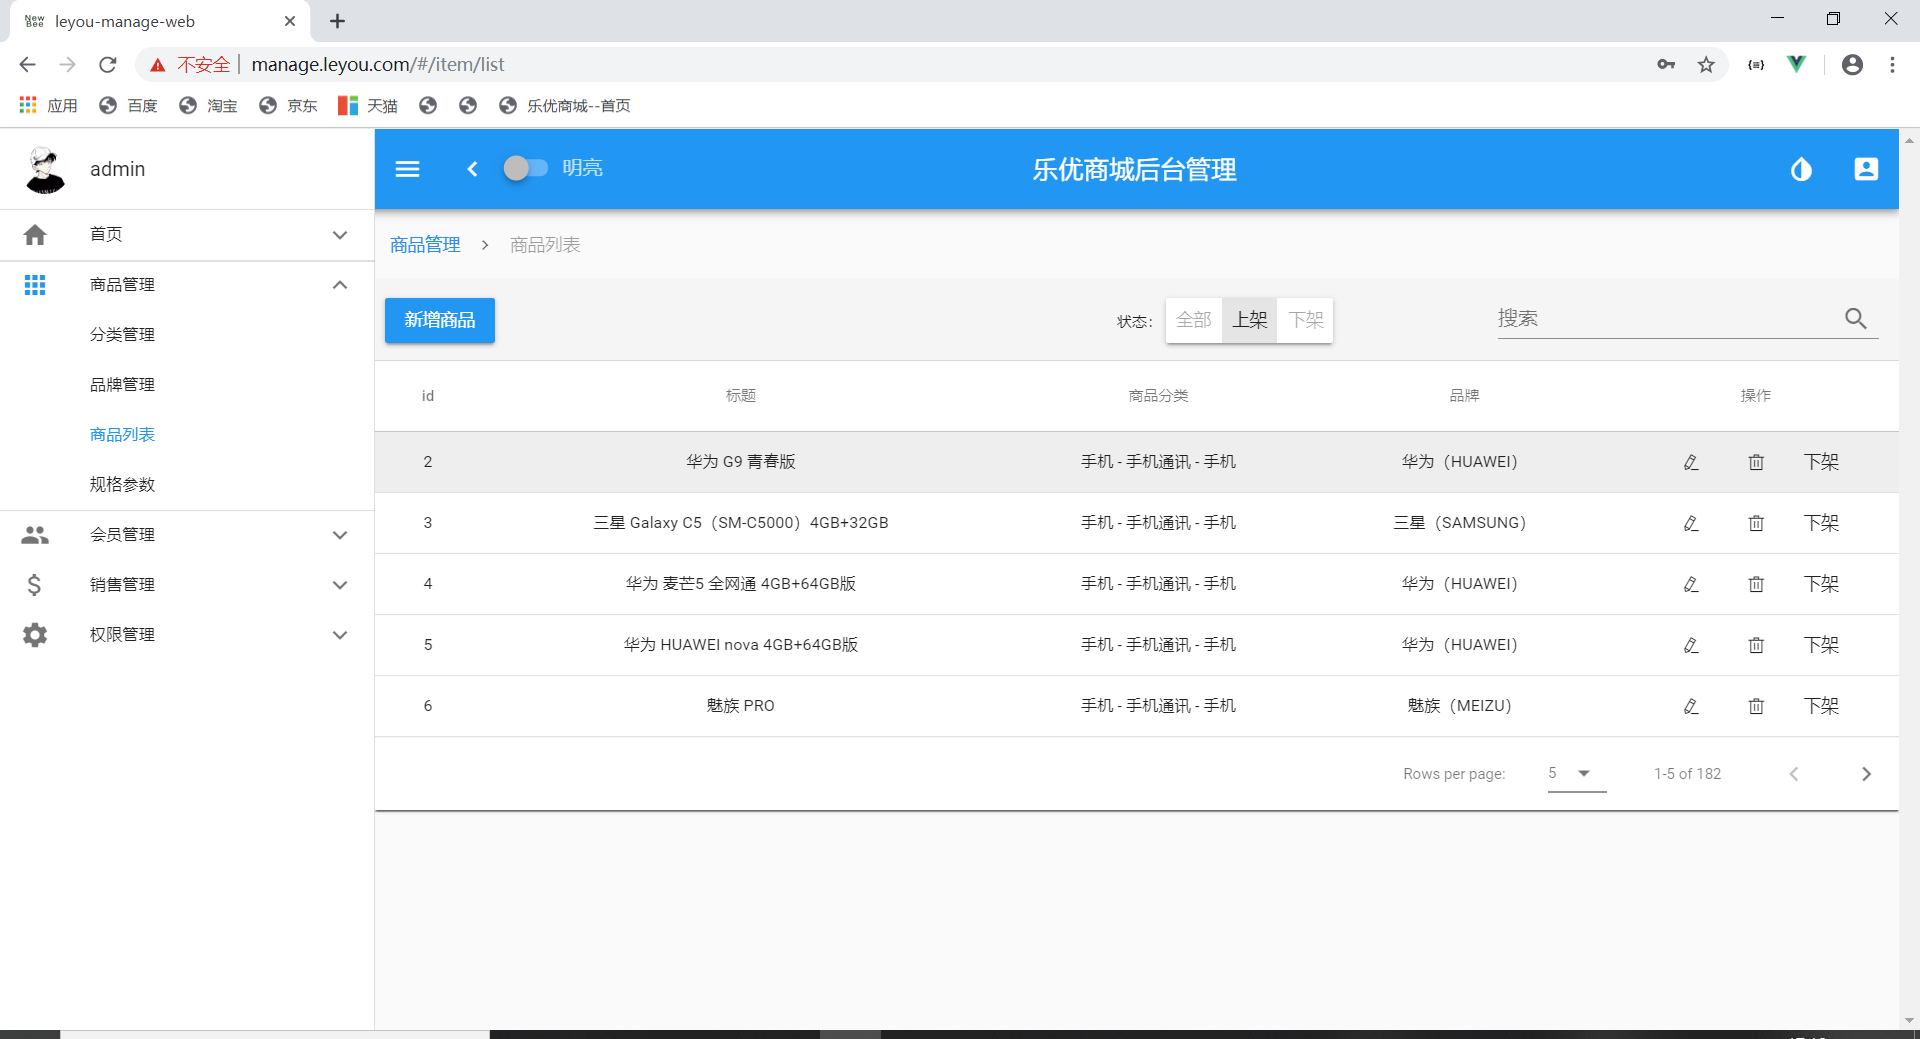 New Bee leyou-manage-web
不安全 manage.leyou.com/#/item/list
应用 百度 淘宝 京东 天猫 乐优商城--首页
admin
明亮 乐优商城后台管理
首页
商品管理
分类管理
品牌管理
商品列表
规格参数
会员管理
销售管理
权限管理
商品管理 > 商品列表
新增商品 状态： 全部 上架 下架 搜索
id 标题 商品分类 品牌 操作
2 华为 G9 青春版 手机 - 手机通讯 - 手机 华为（HUAWEI） 下架
3 三星 Galaxy C5（SM-C5000）4GB+32GB 手机 - 手机通讯 - 手机 三星（SAMSUNG） 下架
4 华为 麦芒5 全网通 4GB+64GB版 手机 - 手机通讯 - 手机 华为（HUAWEI） 下架
5 华为 HUAWEI nova 4GB+64GB版 手机 - 手机通讯 - 手机 华为（HUAWEI） 下架
6 魅族 PRO 手机 - 手机通讯 - 手机 魅族（MEIZU） 下架
Rows per page: 5 1-5 of 182